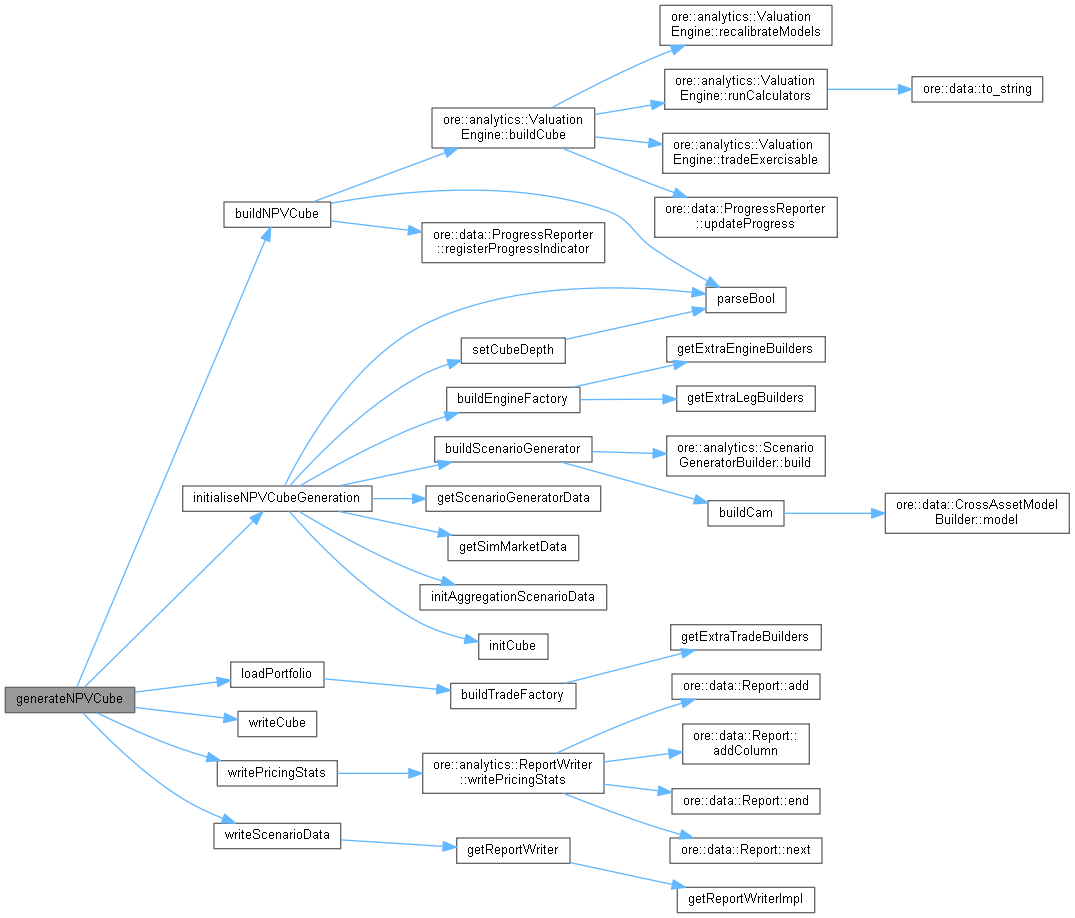 ore::analytics::Valuation
Engine::recalibrateModels
ore::analytics::Valuation
Engine::runCalculators
ore::data::to_string
ore::analytics::Valuation
Engine::buildCube
ore::analytics::Valuation
Engine::tradeExercisable
ore::data::ProgressReporter
::updateProgress
buildNPVCube
ore::data::ProgressReporter
::registerProgressIndicator
parseBool
setCubeDepth
getExtraEngineBuilders
buildEngineFactory
getExtraLegBuilders
buildScenarioGenerator
ore::analytics::Scenario
GeneratorBuilder::build
initialiseNPVCubeGeneration
getScenarioGeneratorData
buildCam
ore::data::CrossAssetModel
Builder::model
getSimMarketData
initAggregationScenarioData
initCube
getExtraTradeBuilders
loadPortfolio
buildTradeFactory
generateNPVCube
ore::data::Report::add
writeCube
ore::data::Report::
addColumn
writePricingStats
ore::analytics::ReportWriter
::writePricingStats
ore::data::Report::end
writeScenarioData
getReportWriter
ore::data::Report::next
getReportWriterImpl